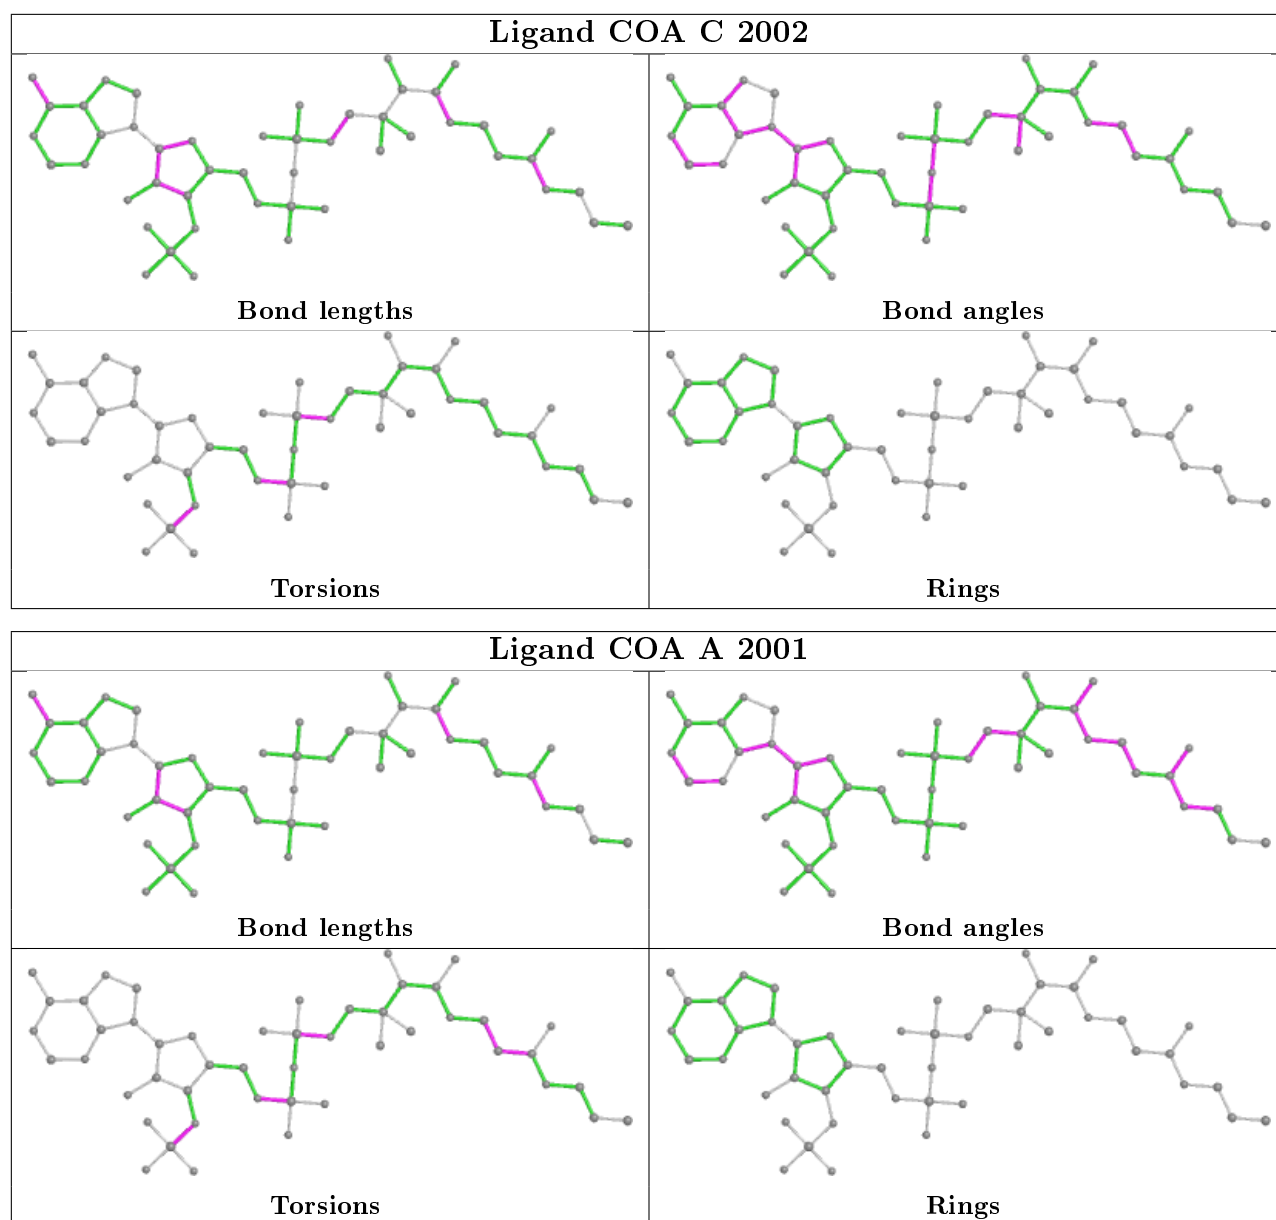 Ligand COA C 2002
Bond lengths
Bond angles
Torsions
Rings
Ligand COA A 2001
Bond lengths
Bond angles
Torsions
Rings